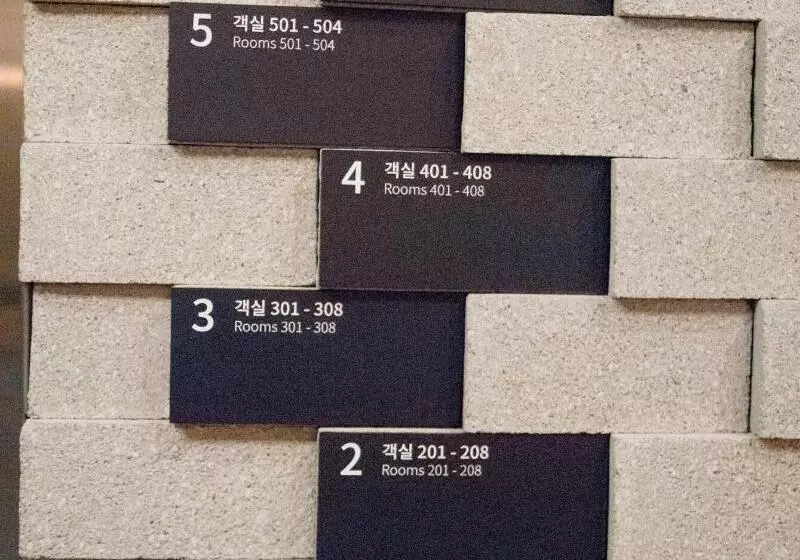 5 객실 501 - 504
Rooms 501 - 504
4 객실 401 - 408
Rooms 401 - 408
3 객실 301 - 308
Rooms 301 - 308
2 객실 201 - 208
Rooms 201 - 208